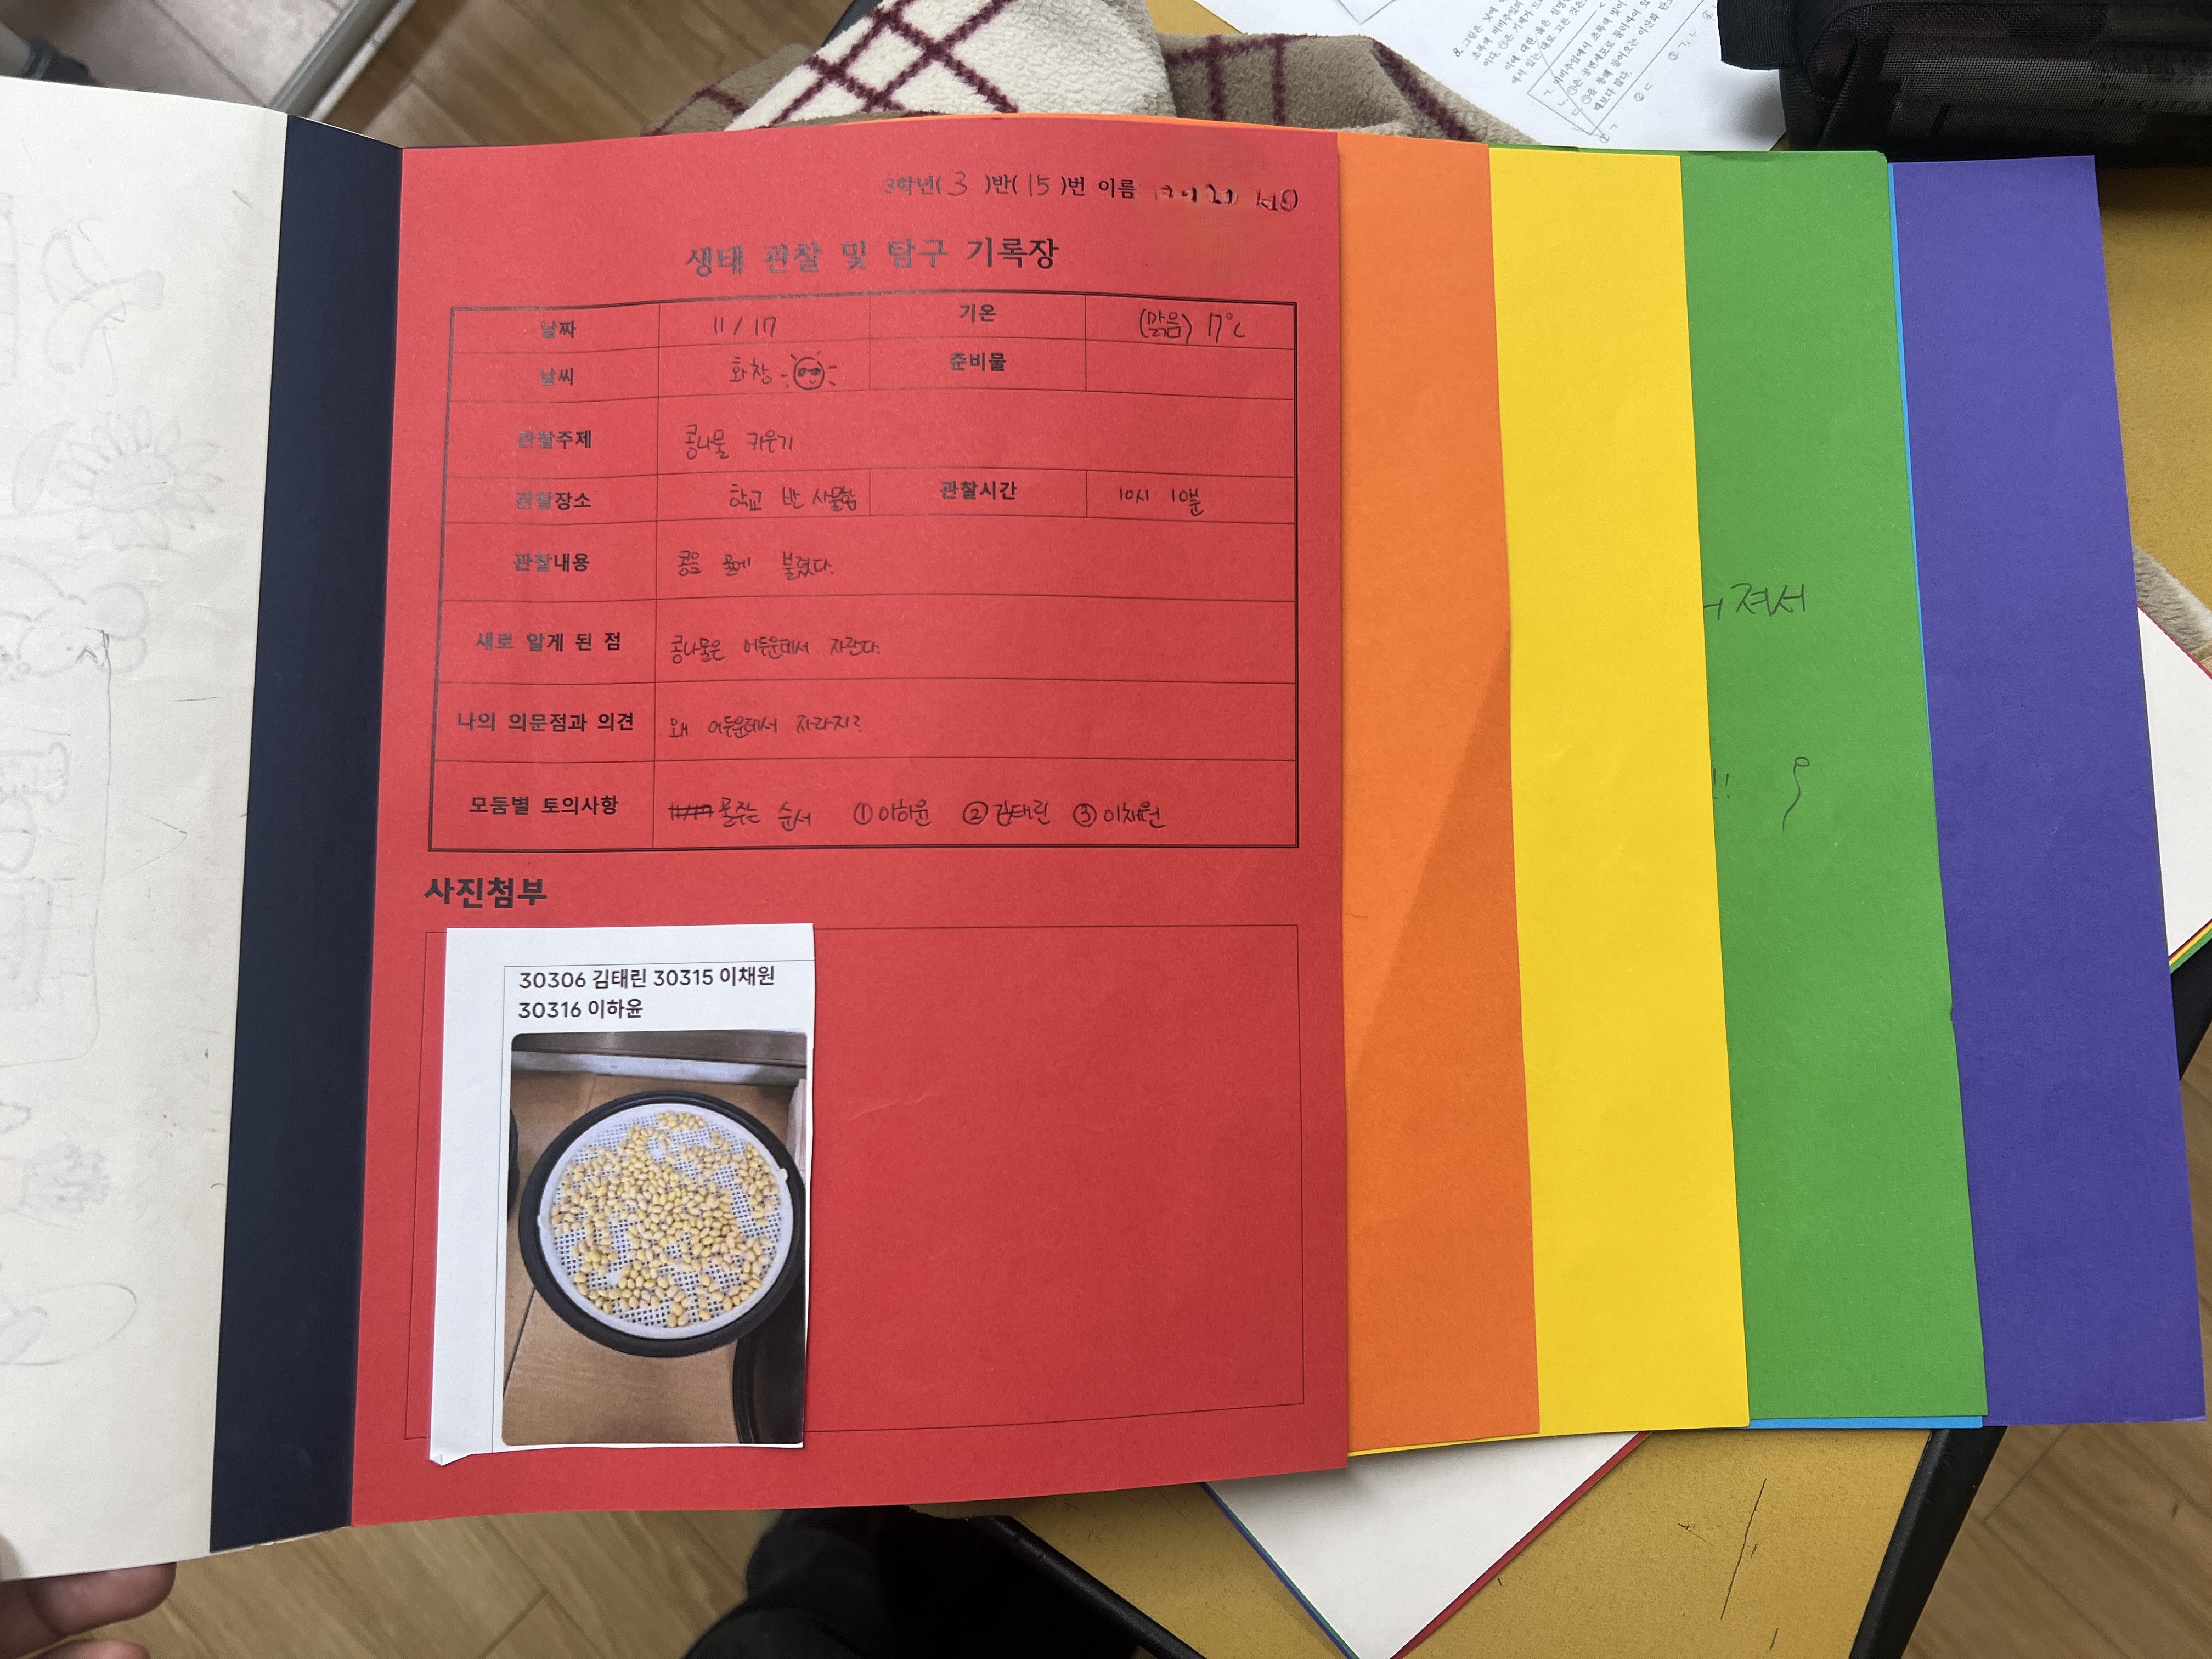 3학년( 3 )반( 15 )번 이름
생태 관찰 및 탐구 기록장
날짜 11/17 기온 (맑음) 17℃
날씨 화창 준비물
관찰주제 콩나물 키우기
관찰장소 학교 반 사물함 관찰시간 10시 10분
관찰내용 콩을 물에 불렸다.
새로 알게 된 점 콩나물은 어두운데서 자란다.
나의 의문점과 의견 왜 어두운데서 자라지?
모둠별 토의사항 물주는 순서 ①이하윤 ②김태린 ③이채원
사진첨부
30306 김태린 30315 이채원
30316 이하윤
져서
!!